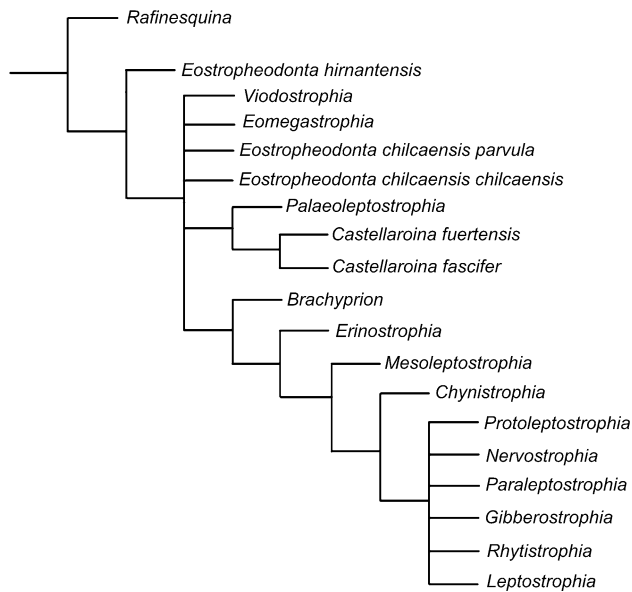 Rafinesquina
Eostropheodonta hirnantensis
Viodostrophia
Eomegastrophia
Eostropheodonta chilcaensis parvula
Eostropheodonta chilcaensis chilcaensis
Palaeoleptostrophia
Castellaroina fuertensis
Castellaroina fascifer
Brachyprion
Erinostrophia
Mesoleptostrophia
Chynistrophia
Protoleptostrophia
Nervostrophia
Paraleptostrophia
Gibberostrophia
Rhytistrophia
Leptostrophia